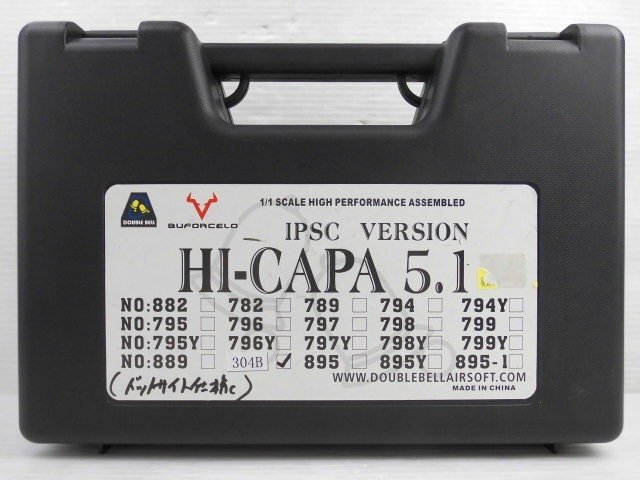 DOUBLE BELL
BUFORCELO
1/1 SCALE HIGH PERFORMANCE ASSEMBLED
IPSC VERSION
HI-CAPA 5.1
NO:882 782 789 794 794Y
NO:795 796 797 798 799
NO:795Y 796Y 797Y 798Y 799Y
NO:889 304B ✓ 895 895Y 895-1
(ドットサイト仕様)
WWW.DOUBLEBELLAIRSOFT.COM
MADE IN CHINA